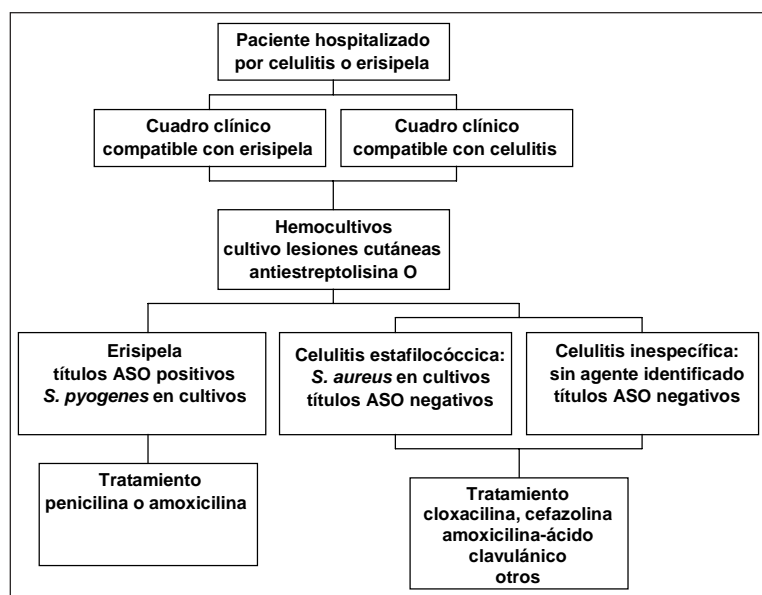 Paciente hospitalizado
por celulitis o erisipela
Cuadro clínico
compatible con erisipela
Cuadro clínico
compatible con celulitis
Hemocultivos
cultivo lesiones cutáneas
antiestreptolisina O
Erisipela
títulos ASO positivos
S. pyogenes en cultivos
Celulitis estafilocóccica:
S. aureus en cultivos
títulos ASO negativos
Celulitis inespecífica:
sin agente identificado
títulos ASO negativos
Tratamiento
penicilina o amoxicilina
Tratamiento
cloxacilina, cefazolina
amoxicilina-ácido
clavulánico
otros